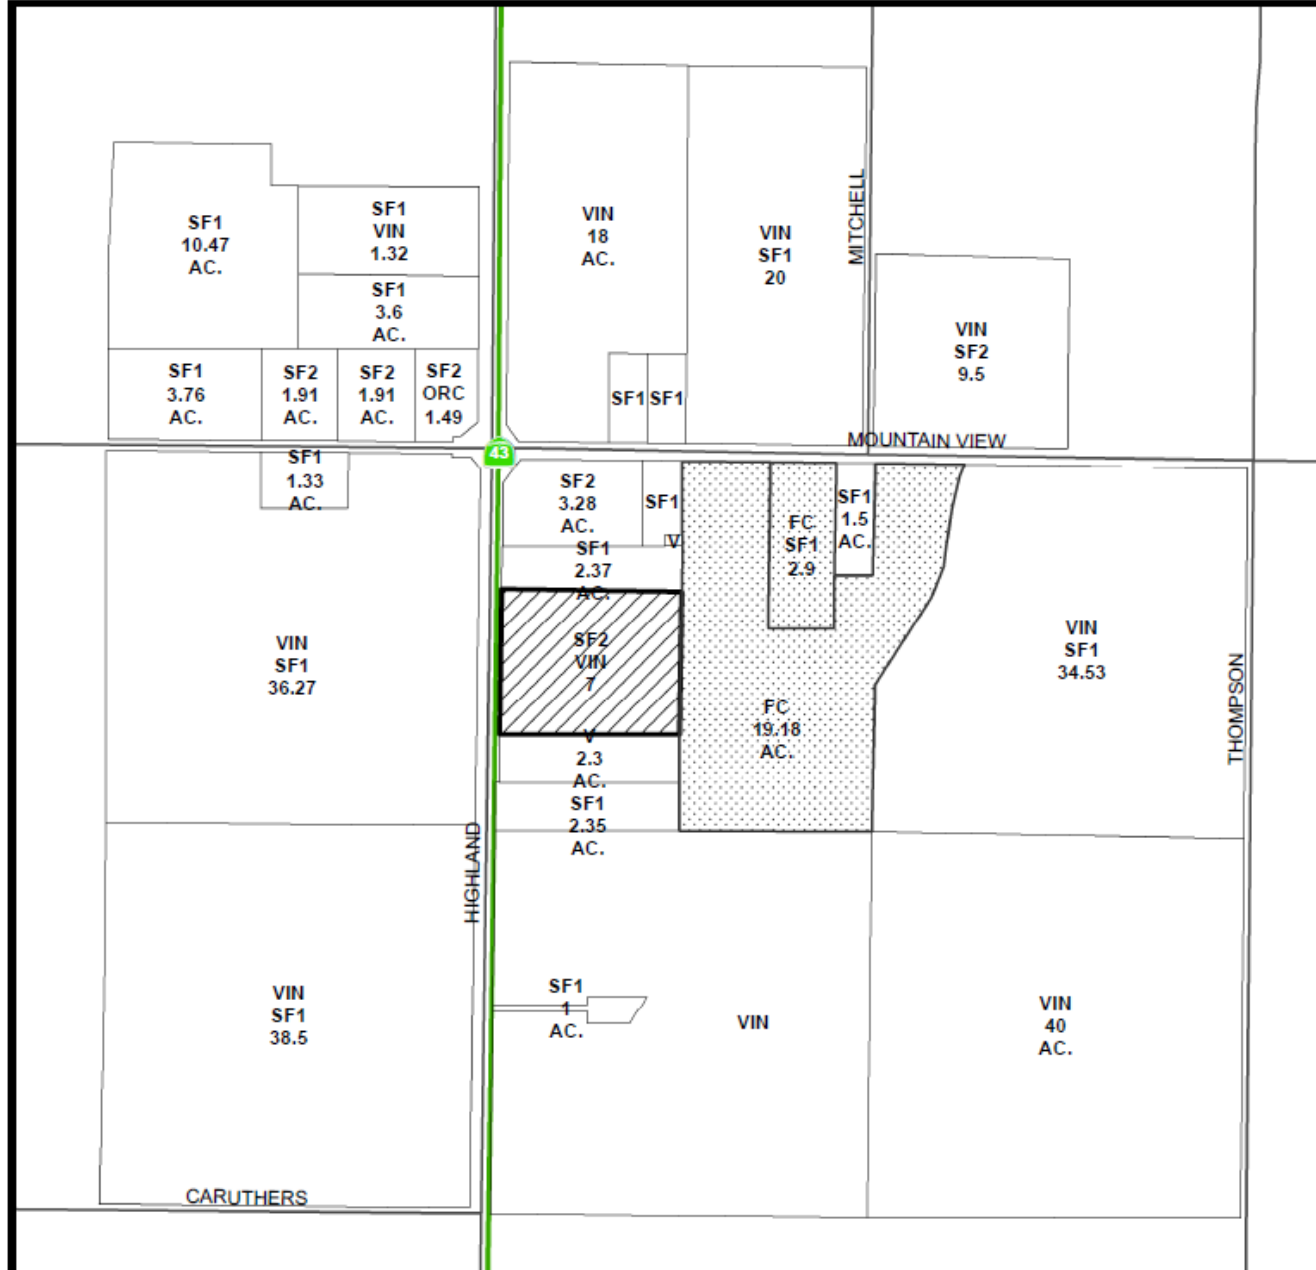 SF1
10.47
AC.
SF1
VIN
1.32
SF1
3.6
AC.
SF1
3.76
AC.
SF2
1.91
AC.
SF2
1.91
AC.
SF2
ORC
1.49
VIN
18
AC.
VIN
SF1
20
SF1
SF1
MITCHELL
VIN
SF2
9.5
MOUNTAIN VIEW
43
SF1
1.33
AC.
SF2
3.28
AC.
SF1
V
SF1
2.37
AC.
FC
SF1
2.9
SF1
1.5
AC.
VIN
SF1
36.27
SF2
VIN
7
FC
19.18
AC.
VIN
SF1
34.53
THOMPSON
V
2.3
AC.
SF1
2.35
AC.
HIGHLAND
VIN
SF1
38.5
SF1
1
AC.
VIN
VIN
40
AC.
CARUTHERS